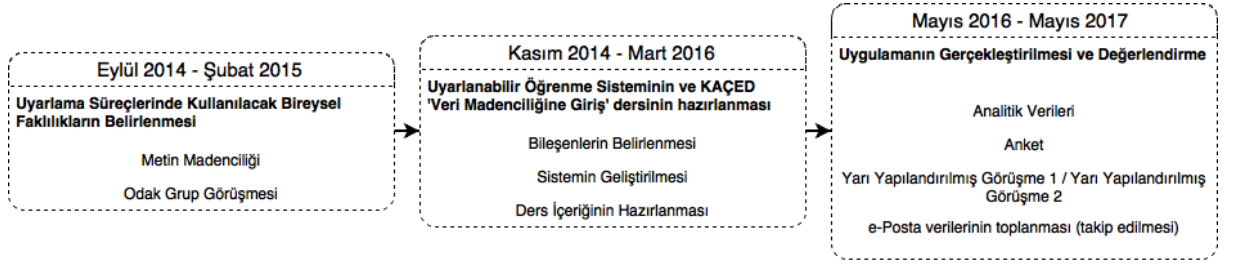 Eylül 2014 - Şubat 2015
Uyarlama Süreçlerinde Kullanılacak Bireysel
Faklılıkların Belirlenmesi
Metin Madenciliği
Odak Grup Görüşmesi
Kasım 2014 - Mart 2016
Uyarlanabilir Öğrenme Sisteminin ve KAÇED
'Veri Madenciliğine Giriş' dersinin hazırlanması
Bileşenlerin Belirlenmesi
Sistemin Geliştirilmesi
Ders İçeriğinin Hazırlanması
Mayıs 2016 - Mayıs 2017
Uygulamanın Gerçekleştirilmesi ve Değerlendirme
Analitik Verileri
Anket
Yarı Yapılandırılmış Görüşme 1 / Yarı Yapılandırılmış
Görüşme 2
e-Posta verilerinin toplanması (takip edilmesi)